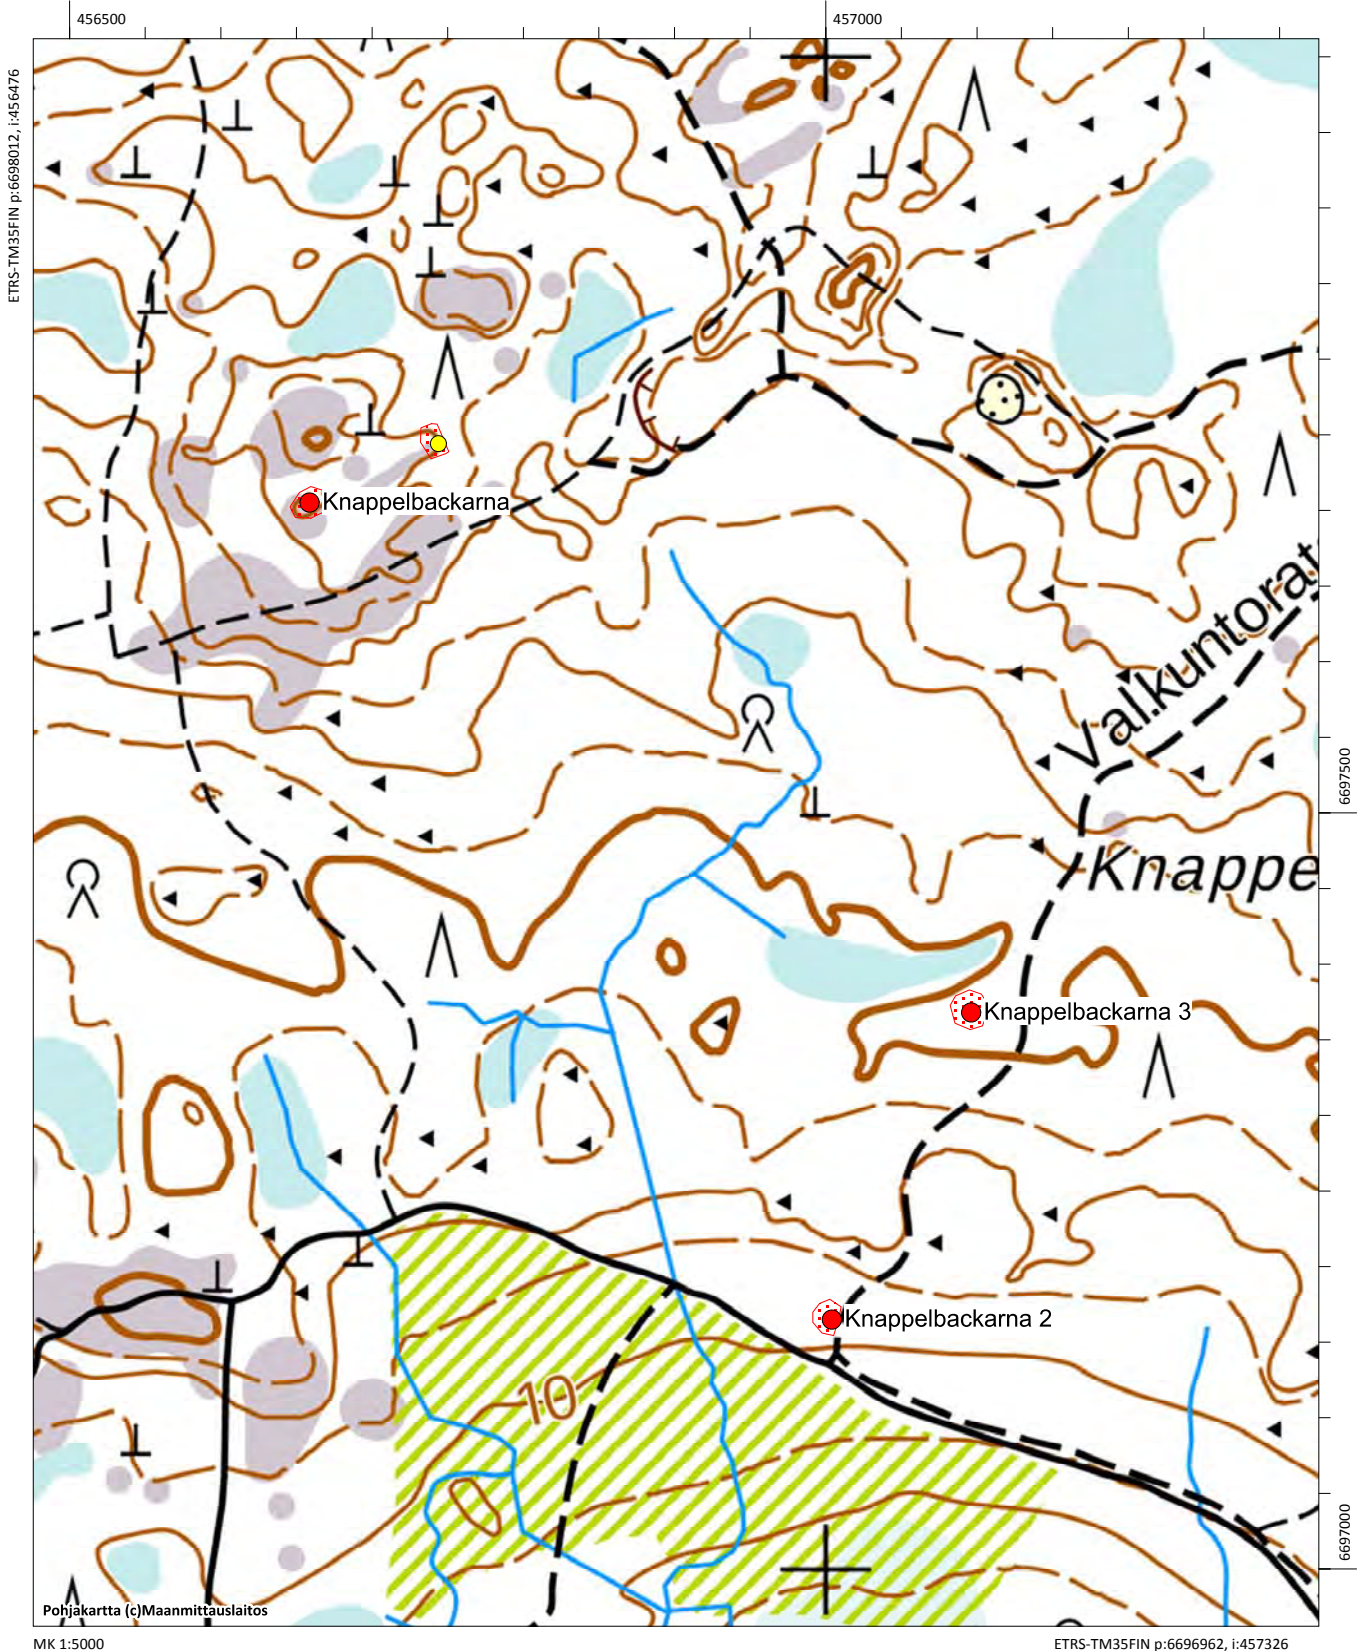 456500
457000
ETRS-TM35FIN p:6698012, i:456476
Knappelbackarna
Valkuntorat
6697500
Knappe
Knappelbackarna 3
Knappelbackarna 2
10
6697000
Pohjakartta (c)Maanmittauslaitos
MK 1:5000
ETRS-TM35FIN p:6696962, i:457326